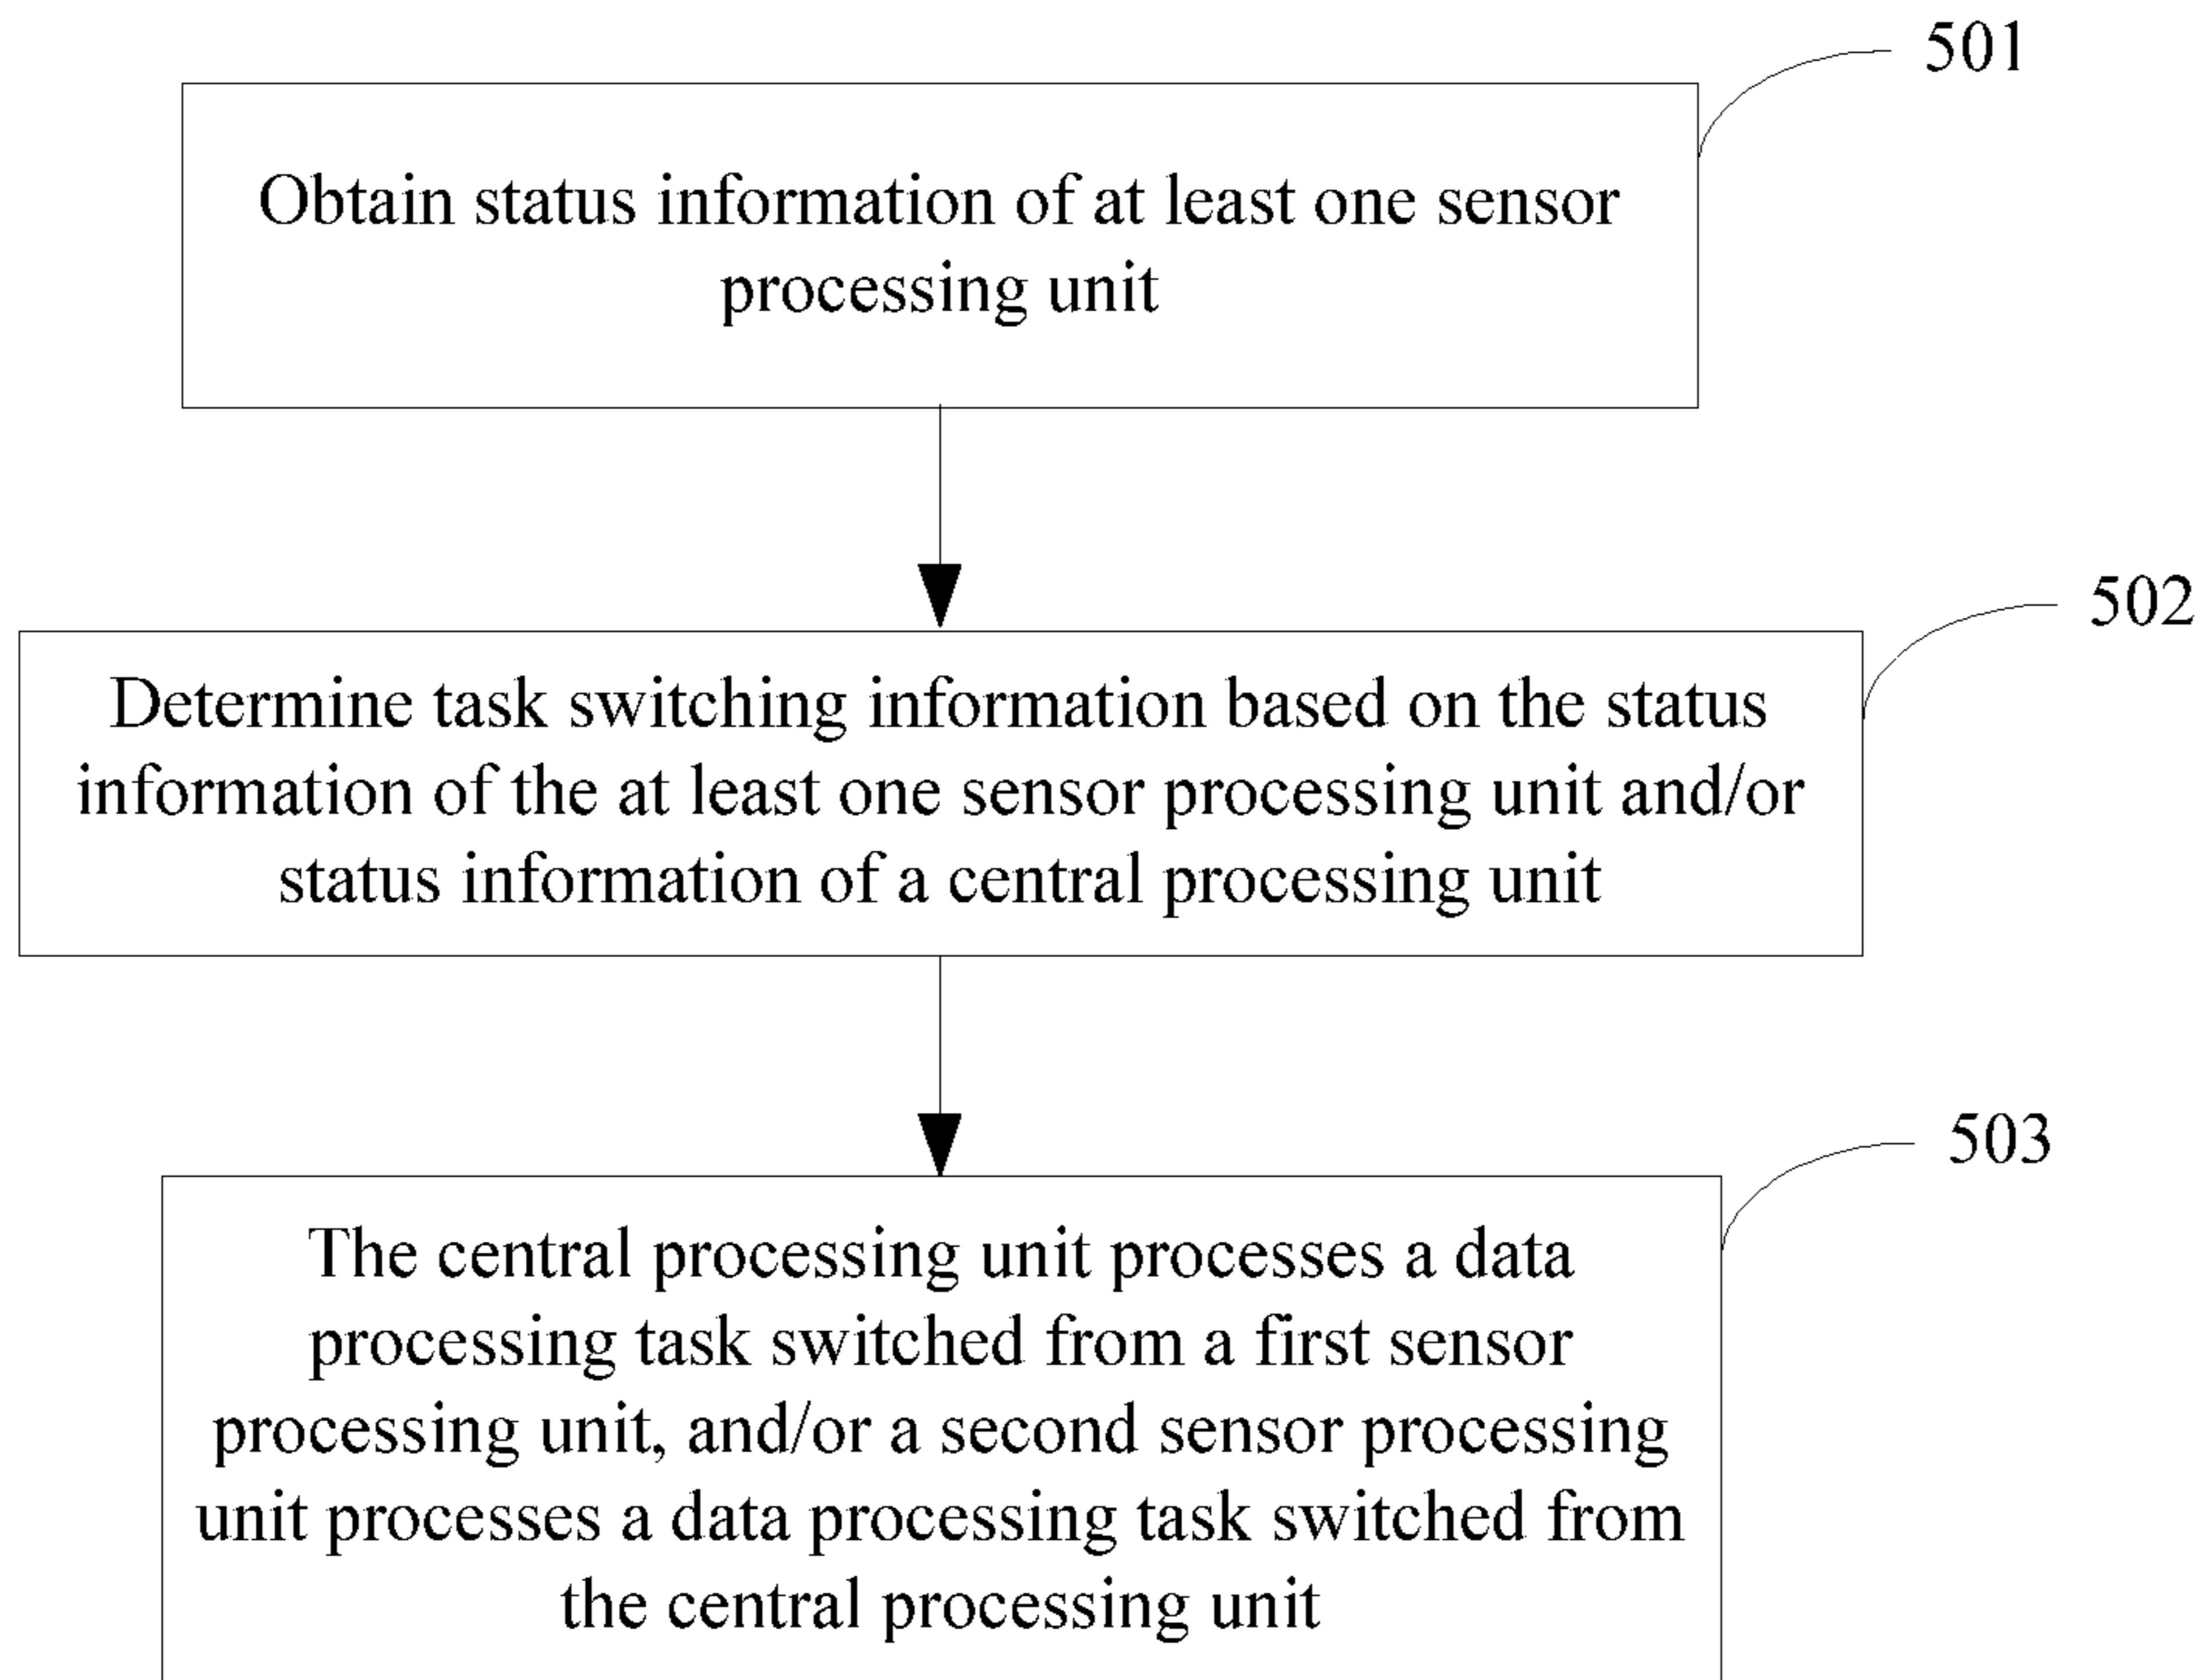 501
Obtain status information of at least one sensor
processing unit
502
Determine task switching information based on the status
information of the at least one sensor processing unit and/or
status information of a central processing unit
503
The central processing unit processes a data
processing task switched from a first sensor
processing unit, and/or a second sensor processing
unit processes a data processing task switched from
the central processing unit